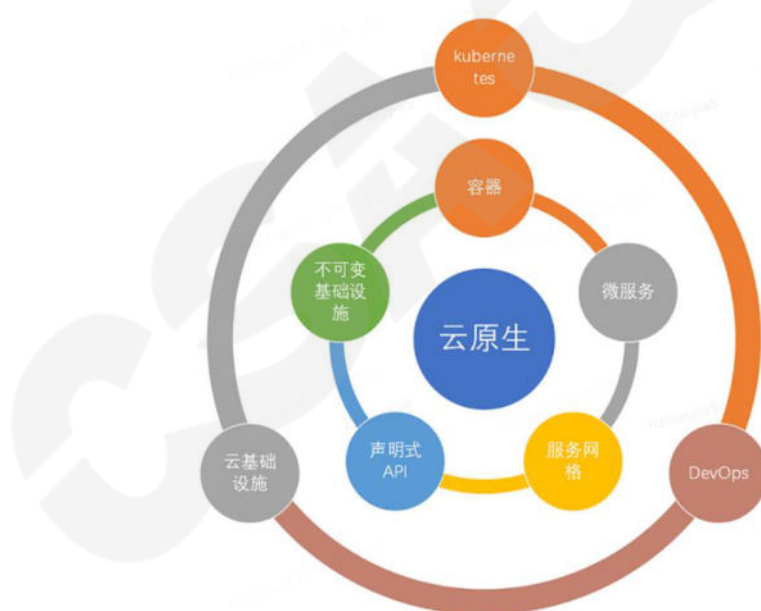 kuberne
tes
容器
不可变
基础设
施
微服务
云原生
声明式
API
服务网
格
云基础
设施
DevOps